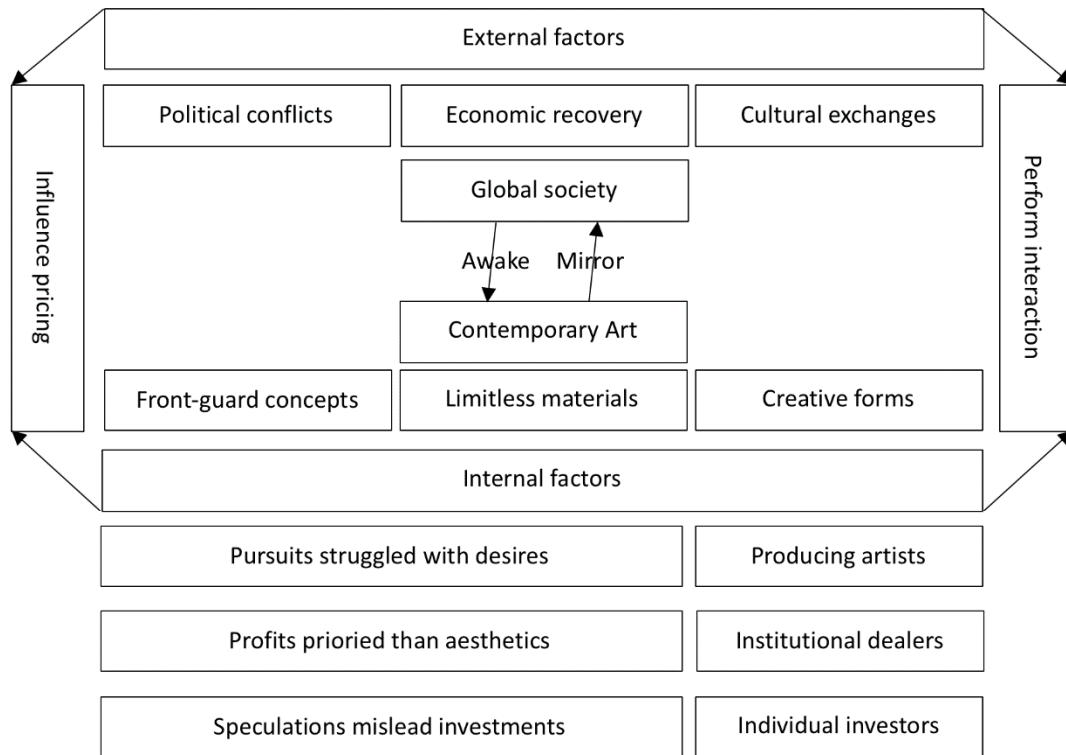 External factors
Political conflicts
Economic recovery
Cultural exchanges
Influence pricing
Perform interaction
Global society
Awake
Mirror
Contemporary Art
Front-guard concepts
Limitless materials
Creative forms
Internal factors
Pursuits struggled with desires
Producing artists
Profits prioried than aesthetics
Institutional dealers
Speculations mislead investments
Individual investors